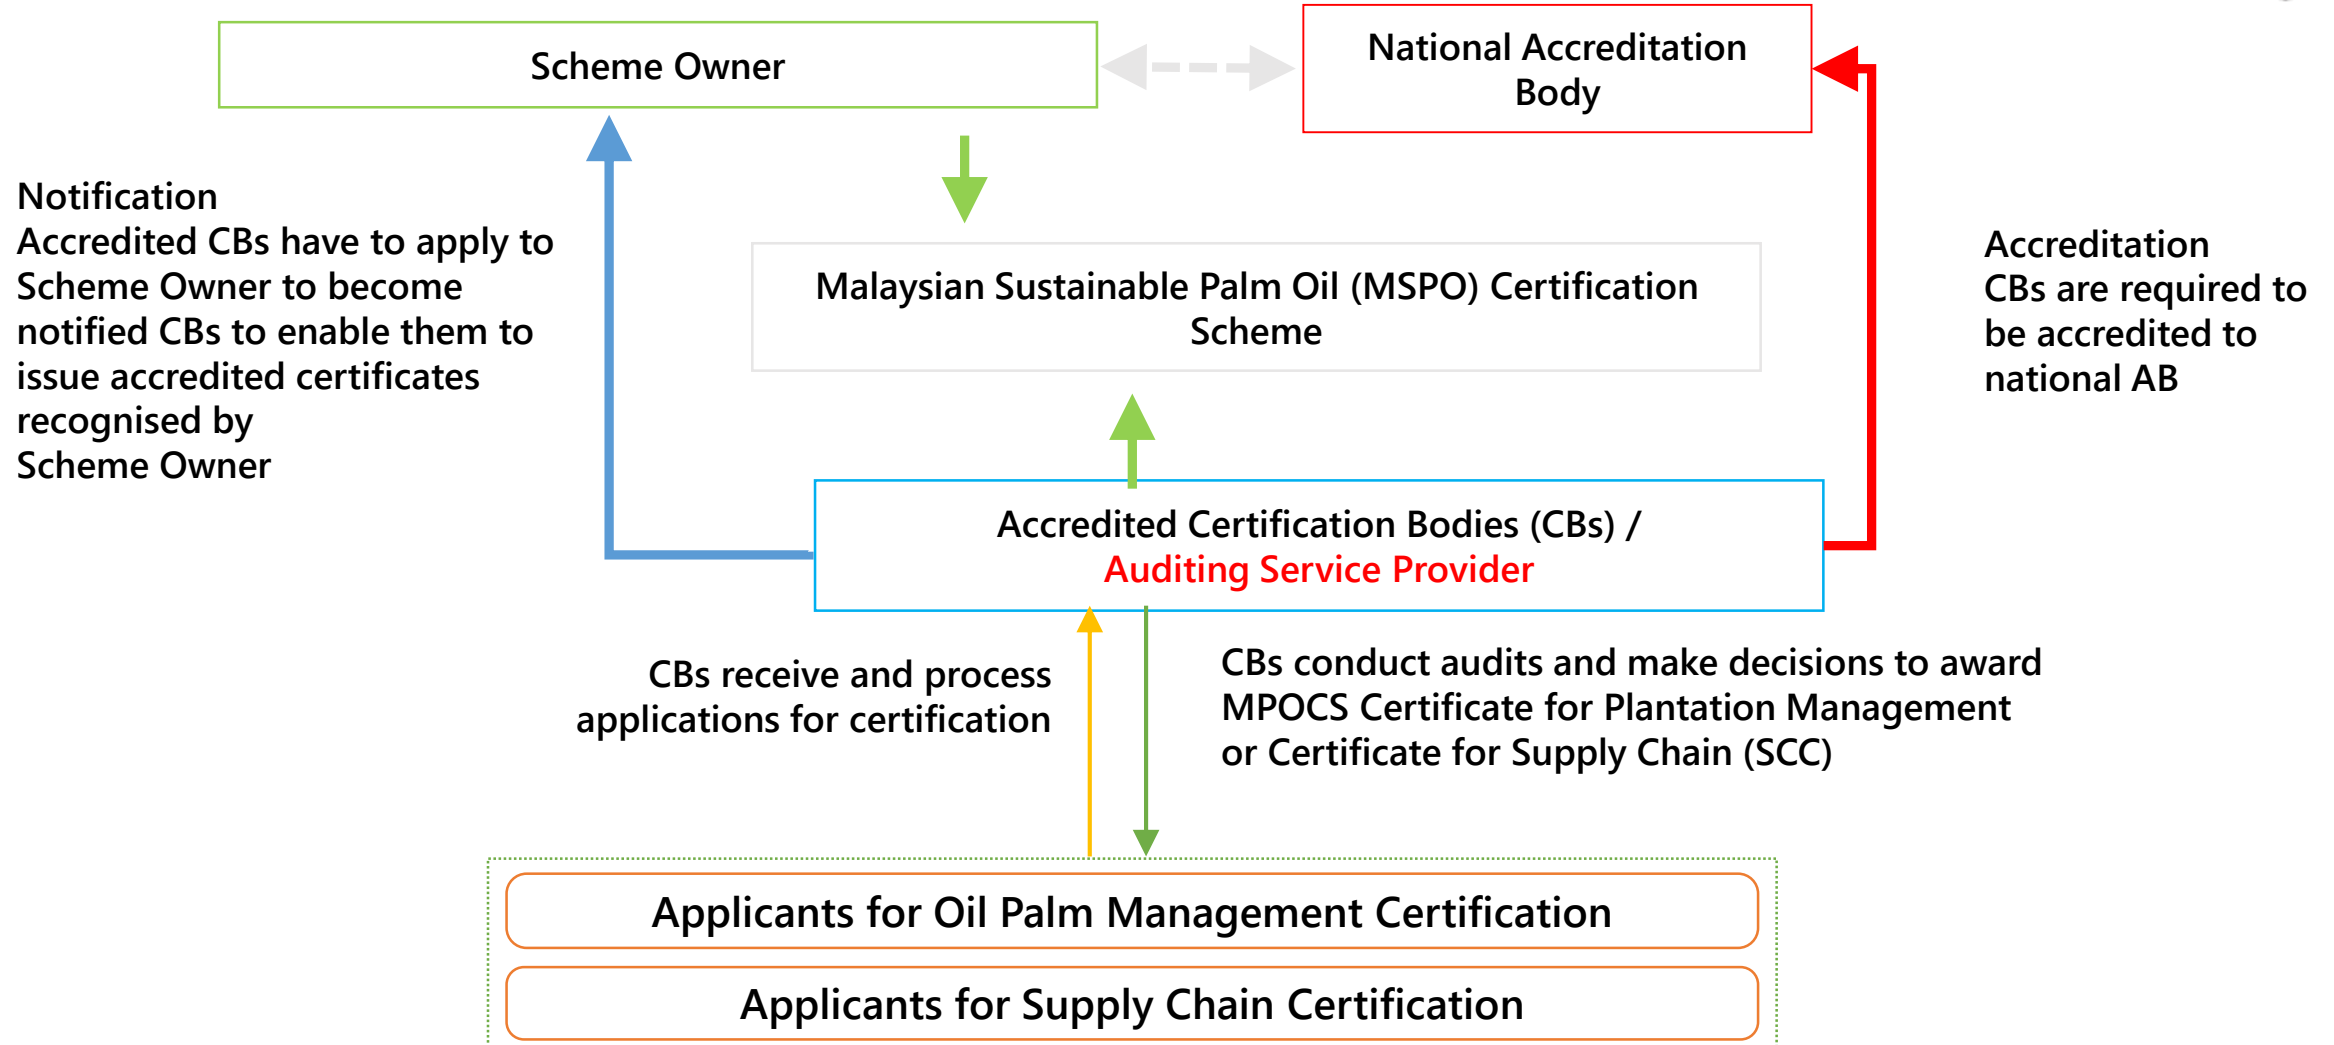 Scheme Owner
National Accreditation
Body
Notification
Accredited CBs have to apply to
Scheme Owner to become
notified CBs to enable them to
issue accredited certificates
recognised by
Scheme Owner
Malaysian Sustainable Palm Oil (MSPO) Certification
Scheme
Accreditation
CBs are required to
be accredited to
national AB
Accredited Certification Bodies (CBs) /
Auditing Service Provider
CBs receive and process
applications for certification
CBs conduct audits and make decisions to award
MPOCS Certificate for Plantation Management
or Certificate for Supply Chain (SCC)
Applicants for Oil Palm Management Certification
Applicants for Supply Chain Certification